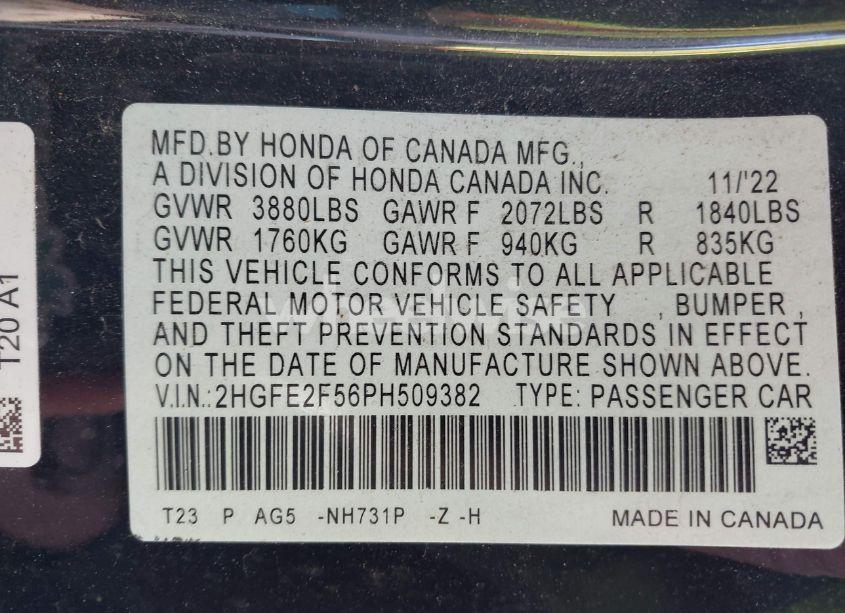 MFD.BY HONDA OF CANADA MFG.,
A DIVISION OF HONDA CANADA INC. 11/'22
GVWR 3880LBS GAWR F 2072LBS R 1840LBS
GVWR 1760KG GAWR F 940KG R 835KG
THIS VEHICLE CONFORMS TO ALL APPLICABLE
FEDERAL MOTOR VEHICLE SAFETY , BUMPER ,
AND THEFT PREVENTION STANDARDS IN EFFECT
ON THE DATE OF MANUFACTURE SHOWN ABOVE.
V.I.N.: 2HGFE2F56PH509382 TYPE: PASSENGER CAR
T23 P AG5 -NH731P -Z -H MADE IN CANADA
T20 A1